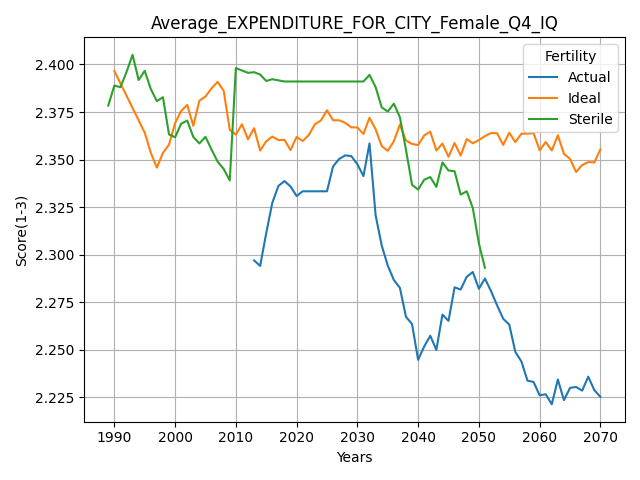 Average_EXPENDITURE_FOR_CITY_Female_Q4_IQ
Fertility
Actual
Ideal
Sterile
Score(1-3)
2.400
2.375
2.350
2.325
2.300
2.275
2.250
2.225
1990 2000 2010 2020 2030 2040 2050 2060 2070
Years